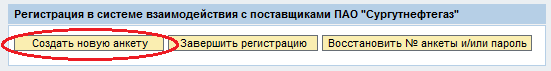 Регистрация в системе взаимодействия с поставщиками ПАО "Сургутнефтегаз"
Создать новую анкету Завершить регистрацию Восстановить № анкеты и/или пароль